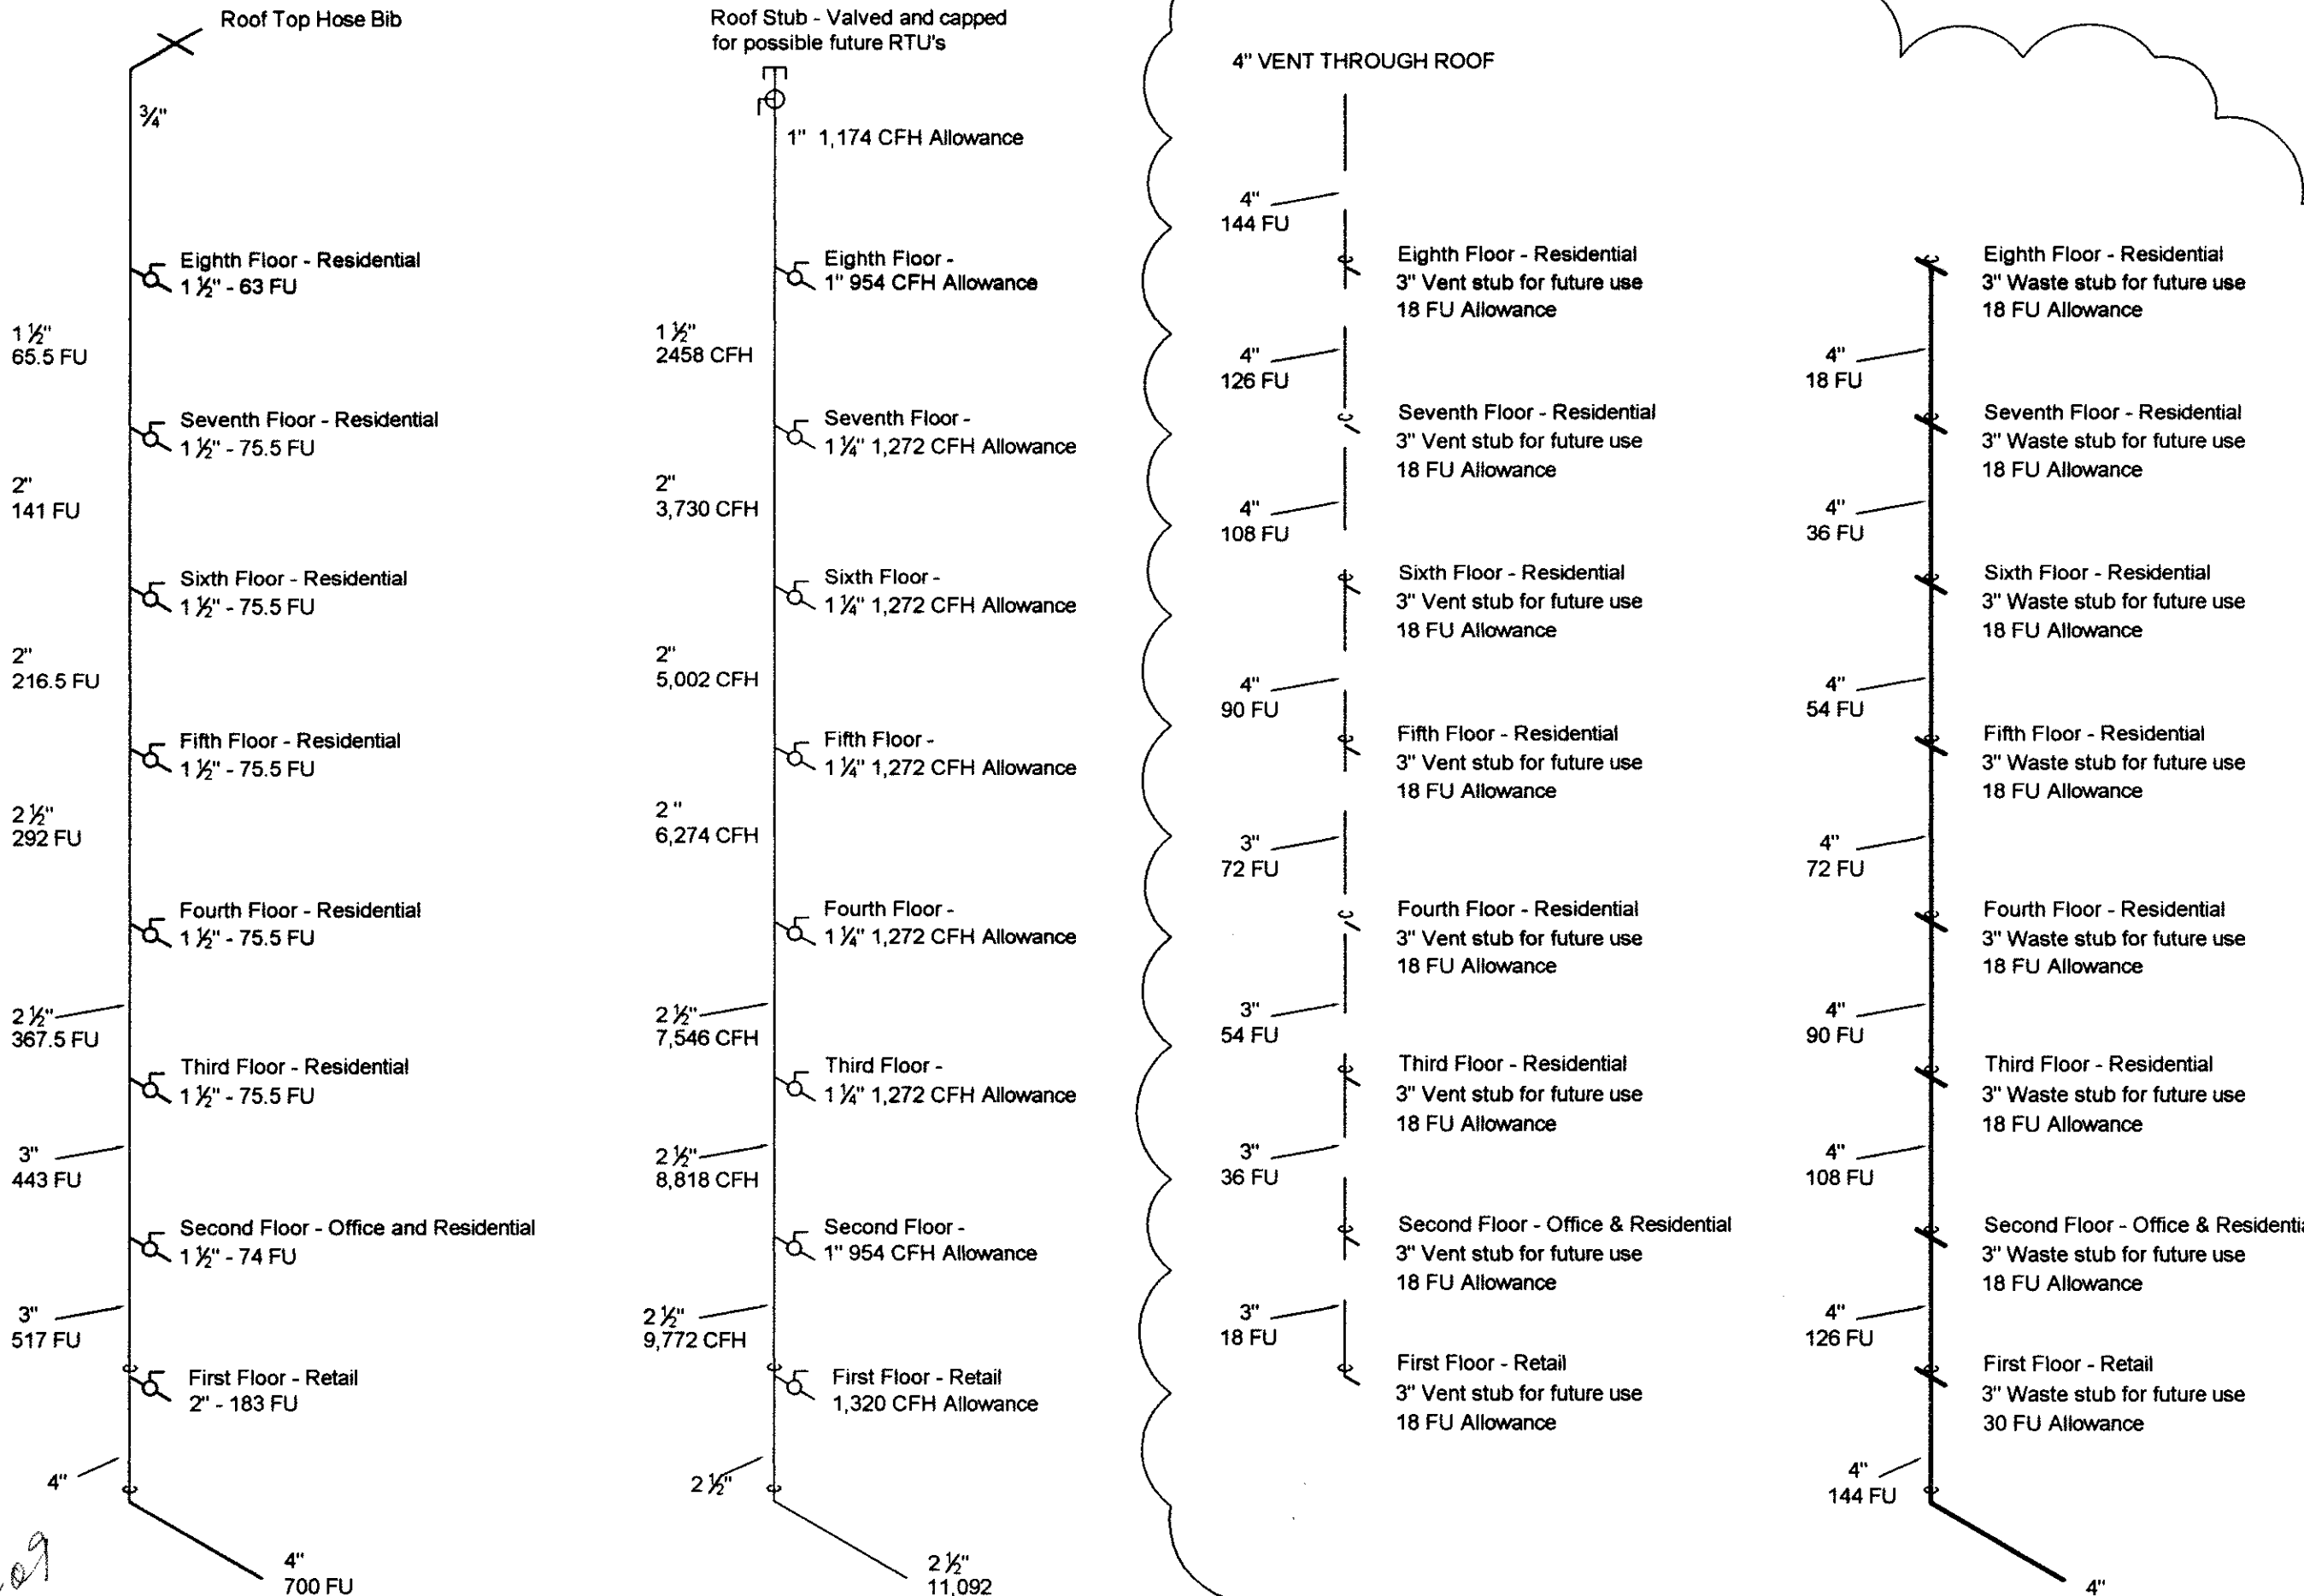 Roof Top Hose Bib
3/4"
Eighth Floor - Residential
1 1/2" - 63 FU
1 1/2"
65.5 FU
Seventh Floor - Residential
1 1/2" - 75.5 FU
2"
141 FU
Sixth Floor - Residential
1 1/2" - 75.5 FU
2"
216.5 FU
Fifth Floor - Residential
1 1/2" - 75.5 FU
2 1/2"
292 FU
Fourth Floor - Residential
1 1/2" - 75.5 FU
2 1/2"
367.5 FU
Third Floor - Residential
1 1/2" - 75.5 FU
3"
443 FU
Second Floor - Office and Residential
1 1/2" - 74 FU
3"
517 FU
First Floor - Retail
2" - 183 FU
4"
4"
700 FU
Roof Stub - Valved and capped
for possible future RTU's
1" 1,174 CFH Allowance
Eighth Floor -
1" 954 CFH Allowance
1 1/2"
2458 CFH
Seventh Floor -
1 1/4" 1,272 CFH Allowance
2"
3,730 CFH
Sixth Floor -
1 1/4" 1,272 CFH Allowance
2"
5,002 CFH
Fifth Floor -
1 1/4" 1,272 CFH Allowance
2 "
6,274 CFH
Fourth Floor -
1 1/4" 1,272 CFH Allowance
2 1/2"
7,546 CFH
Third Floor -
1 1/4" 1,272 CFH Allowance
2 1/2"
8,818 CFH
Second Floor -
1" 954 CFH Allowance
2 1/2"
9,772 CFH
First Floor - Retail
1,320 CFH Allowance
2 1/2"
2 1/2"
11,092
4" VENT THROUGH ROOF
4"
144 FU
Eighth Floor - Residential
3" Vent stub for future use
18 FU Allowance
4"
126 FU
Seventh Floor - Residential
3" Vent stub for future use
18 FU Allowance
4"
108 FU
Sixth Floor - Residential
3" Vent stub for future use
18 FU Allowance
4"
90 FU
Fifth Floor - Residential
3" Vent stub for future use
18 FU Allowance
3"
72 FU
Fourth Floor - Residential
3" Vent stub for future use
18 FU Allowance
3"
54 FU
Third Floor - Residential
3" Vent stub for future use
18 FU Allowance
3"
36 FU
Second Floor - Office & Residential
3" Vent stub for future use
18 FU Allowance
3"
18 FU
First Floor - Retail
3" Vent stub for future use
18 FU Allowance
Eighth Floor - Residential
3" Waste stub for future use
18 FU Allowance
4"
18 FU
Seventh Floor - Residential
3" Waste stub for future use
18 FU Allowance
4"
36 FU
Sixth Floor - Residential
3" Waste stub for future use
18 FU Allowance
4"
54 FU
Fifth Floor - Residential
3" Waste stub for future use
18 FU Allowance
4"
72 FU
Fourth Floor - Residential
3" Waste stub for future use
18 FU Allowance
4"
90 FU
Third Floor - Residential
3" Waste stub for future use
18 FU Allowance
4"
108 FU
Second Floor - Office & Residentia
3" Waste stub for future use
18 FU Allowance
4"
126 FU
First Floor - Retail
3" Waste stub for future use
30 FU Allowance
4"
144 FU
4"